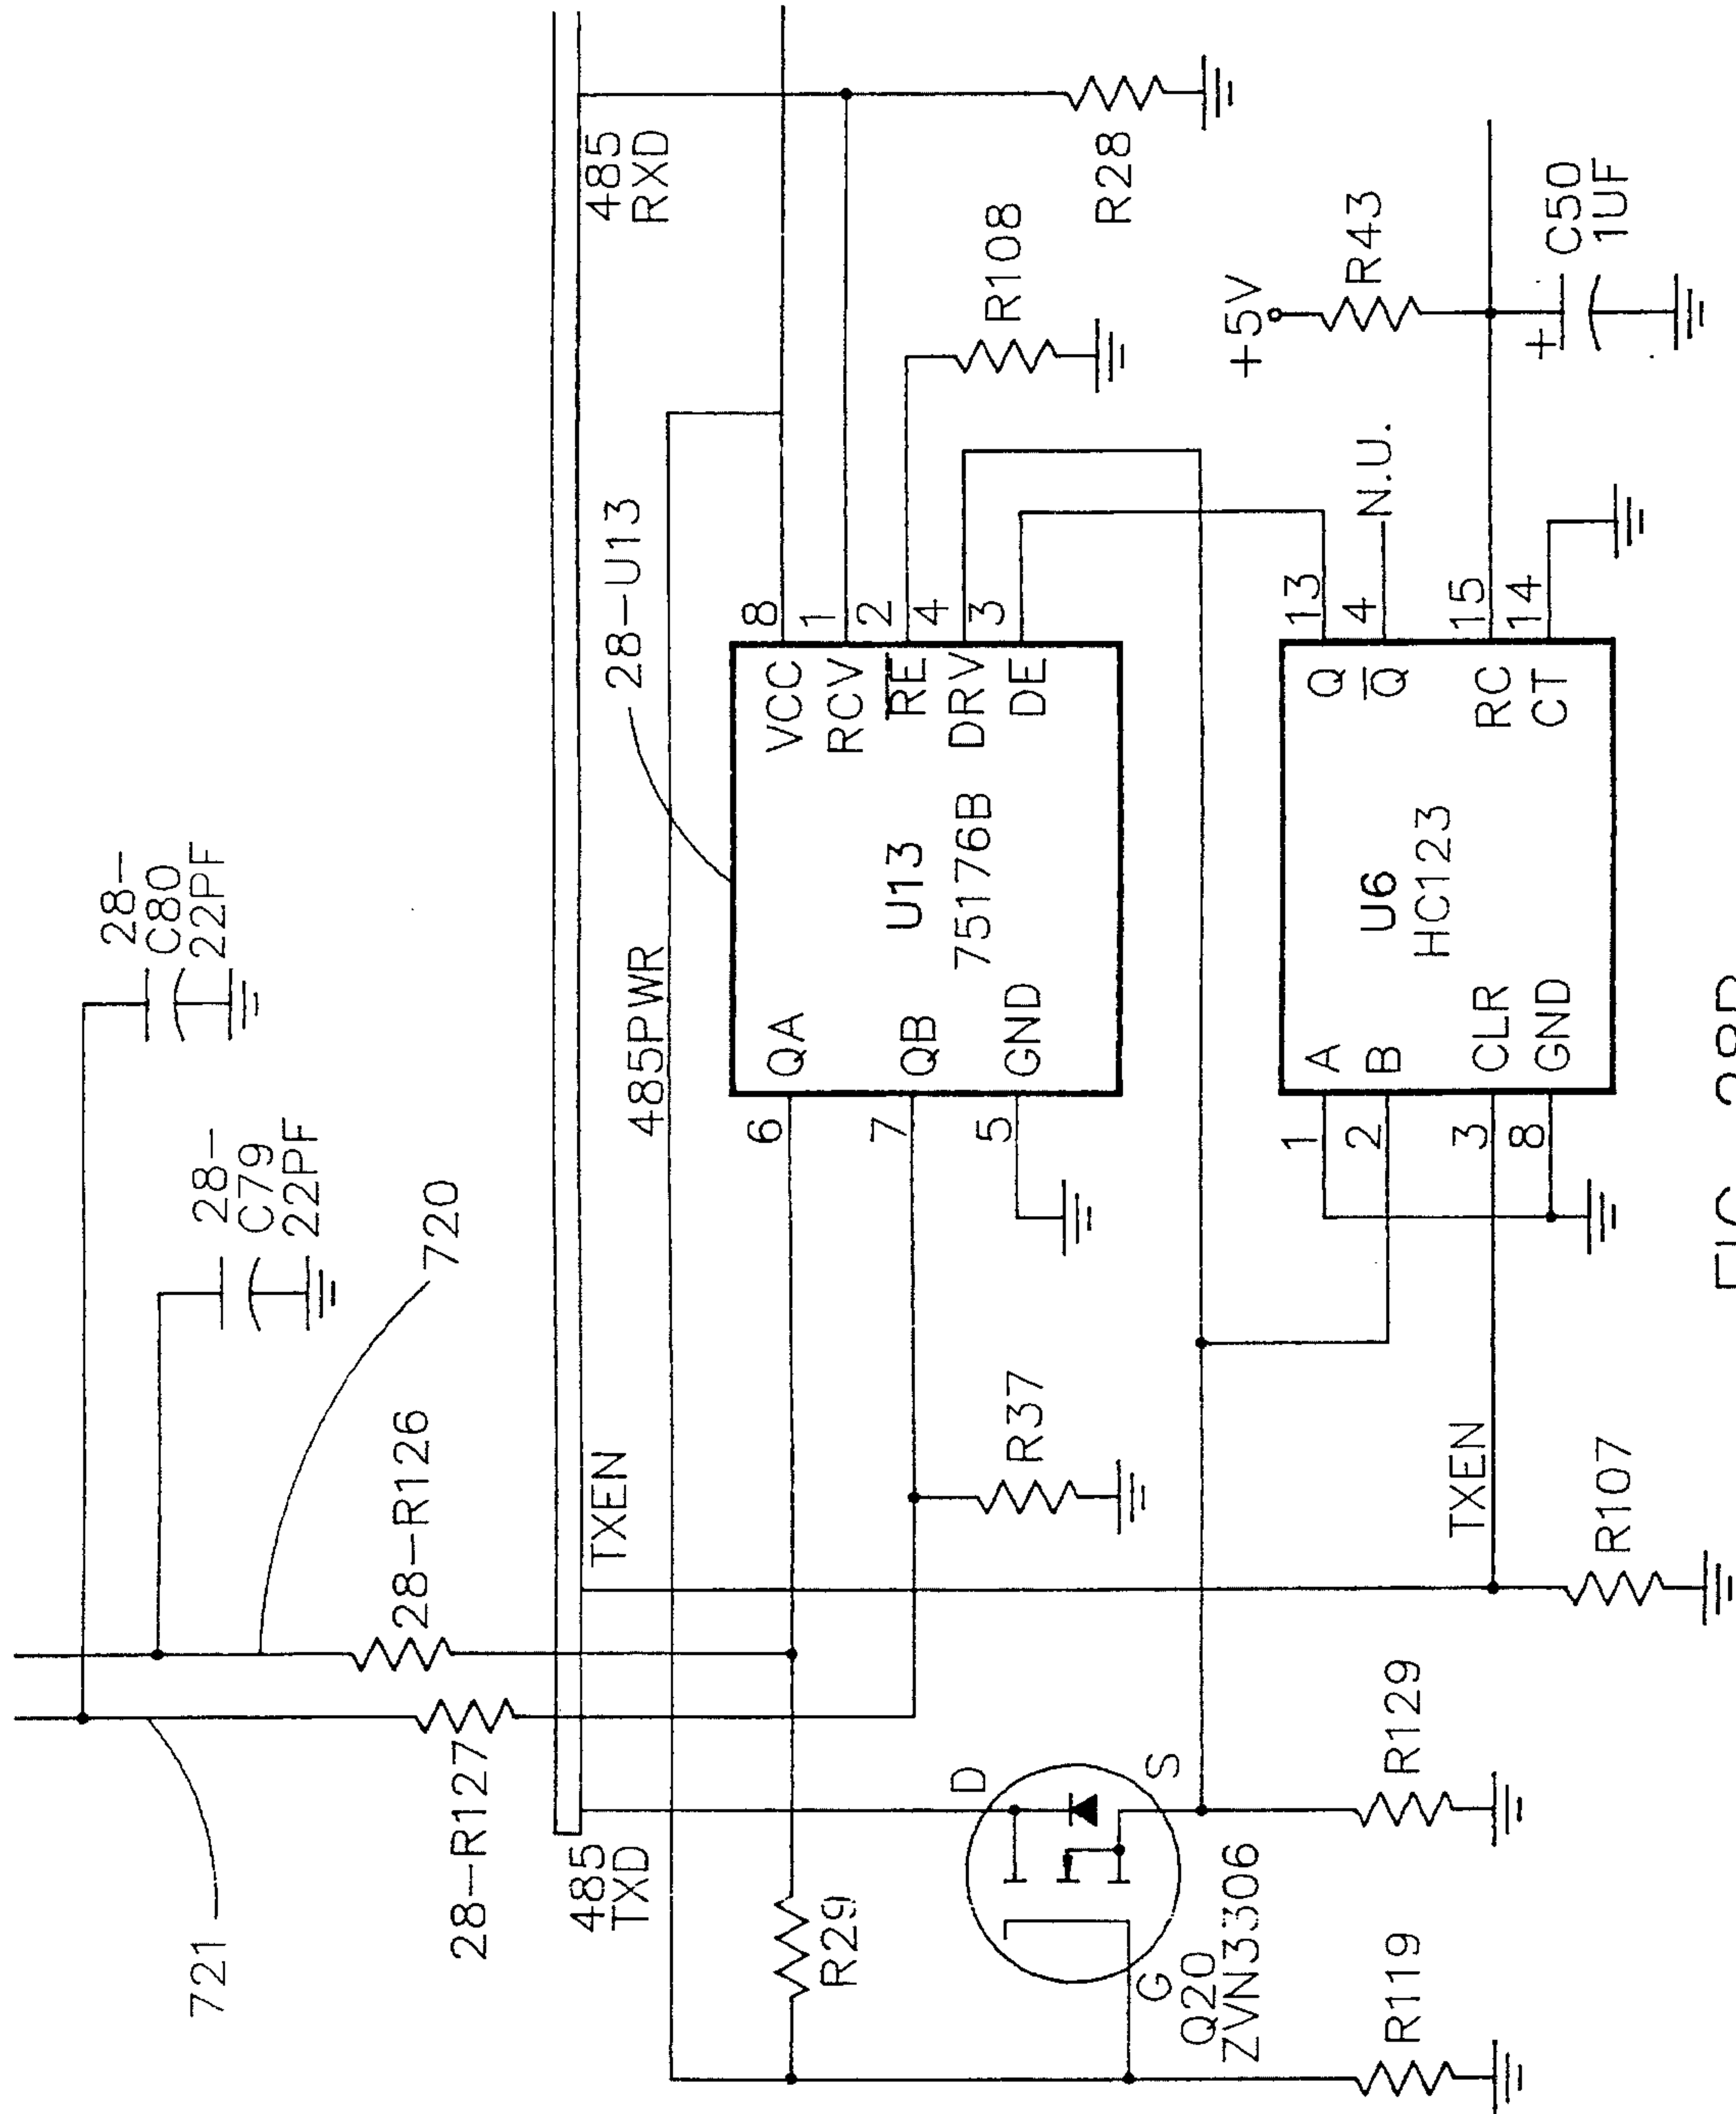 721
28-R127
28-R126
720
28-
C79
22PF
28-
C80
22PF
485
TXD
TXEN
485
RXD
485PWR
28-U13
R29
6
7
5
QA
QB
GND
U13
75176B
VCC
RCV
RE
DRV
DE
8
1
2
4
3
R108
R28
R37
D
S
G
Q20
ZVN3306
R119
R129
TXEN
R107
1
2
3
8
A
B
CLR
GND
U6
HC123
Q
Q
RC
CT
13
4
15
14
N.U.
+5V
R43
+
C50
1UF